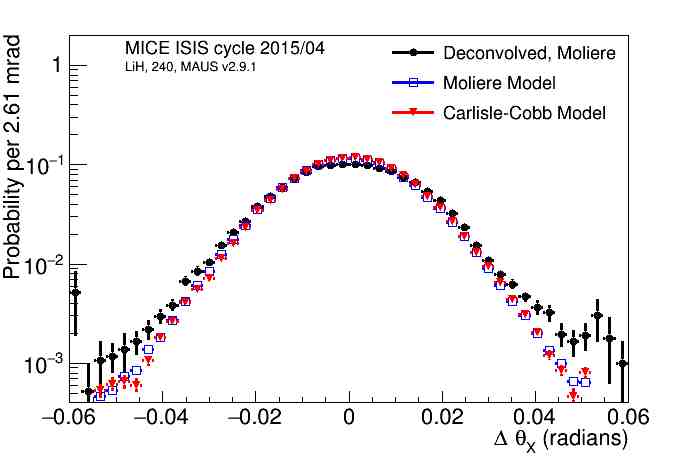 MICE ISIS cycle 2015/04
LiH, 240, MAUS v2.9.1
Deconvolved, Moliere
Moliere Model
Carlisle-Cobb Model
Probability per 2.61 mrad
1
10⁻¹
10⁻²
10⁻³
−0.06 −0.04 −0.02 0 0.02 0.04 0.06
Δ θX (radians)